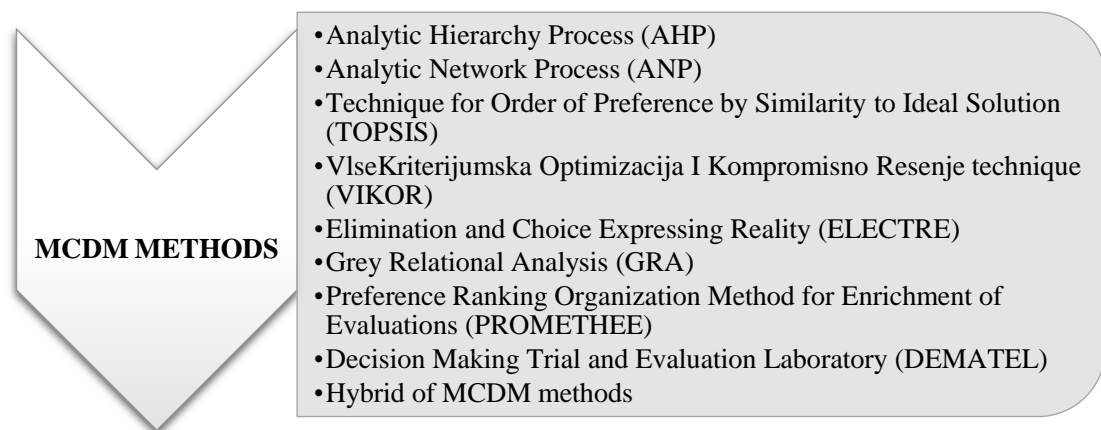 MCDM METHODS
•Analytic Hierarchy Process (AHP)
•Analytic Network Process (ANP)
•Technique for Order of Preference by Similarity to Ideal Solution
(TOPSIS)
•VlseKriterijumska Optimizacija I Kompromisno Resenje technique
(VIKOR)
•Elimination and Choice Expressing Reality (ELECTRE)
•Grey Relational Analysis (GRA)
•Preference Ranking Organization Method for Enrichment of
Evaluations (PROMETHEE)
•Decision Making Trial and Evaluation Laboratory (DEMATEL)
•Hybrid of MCDM methods